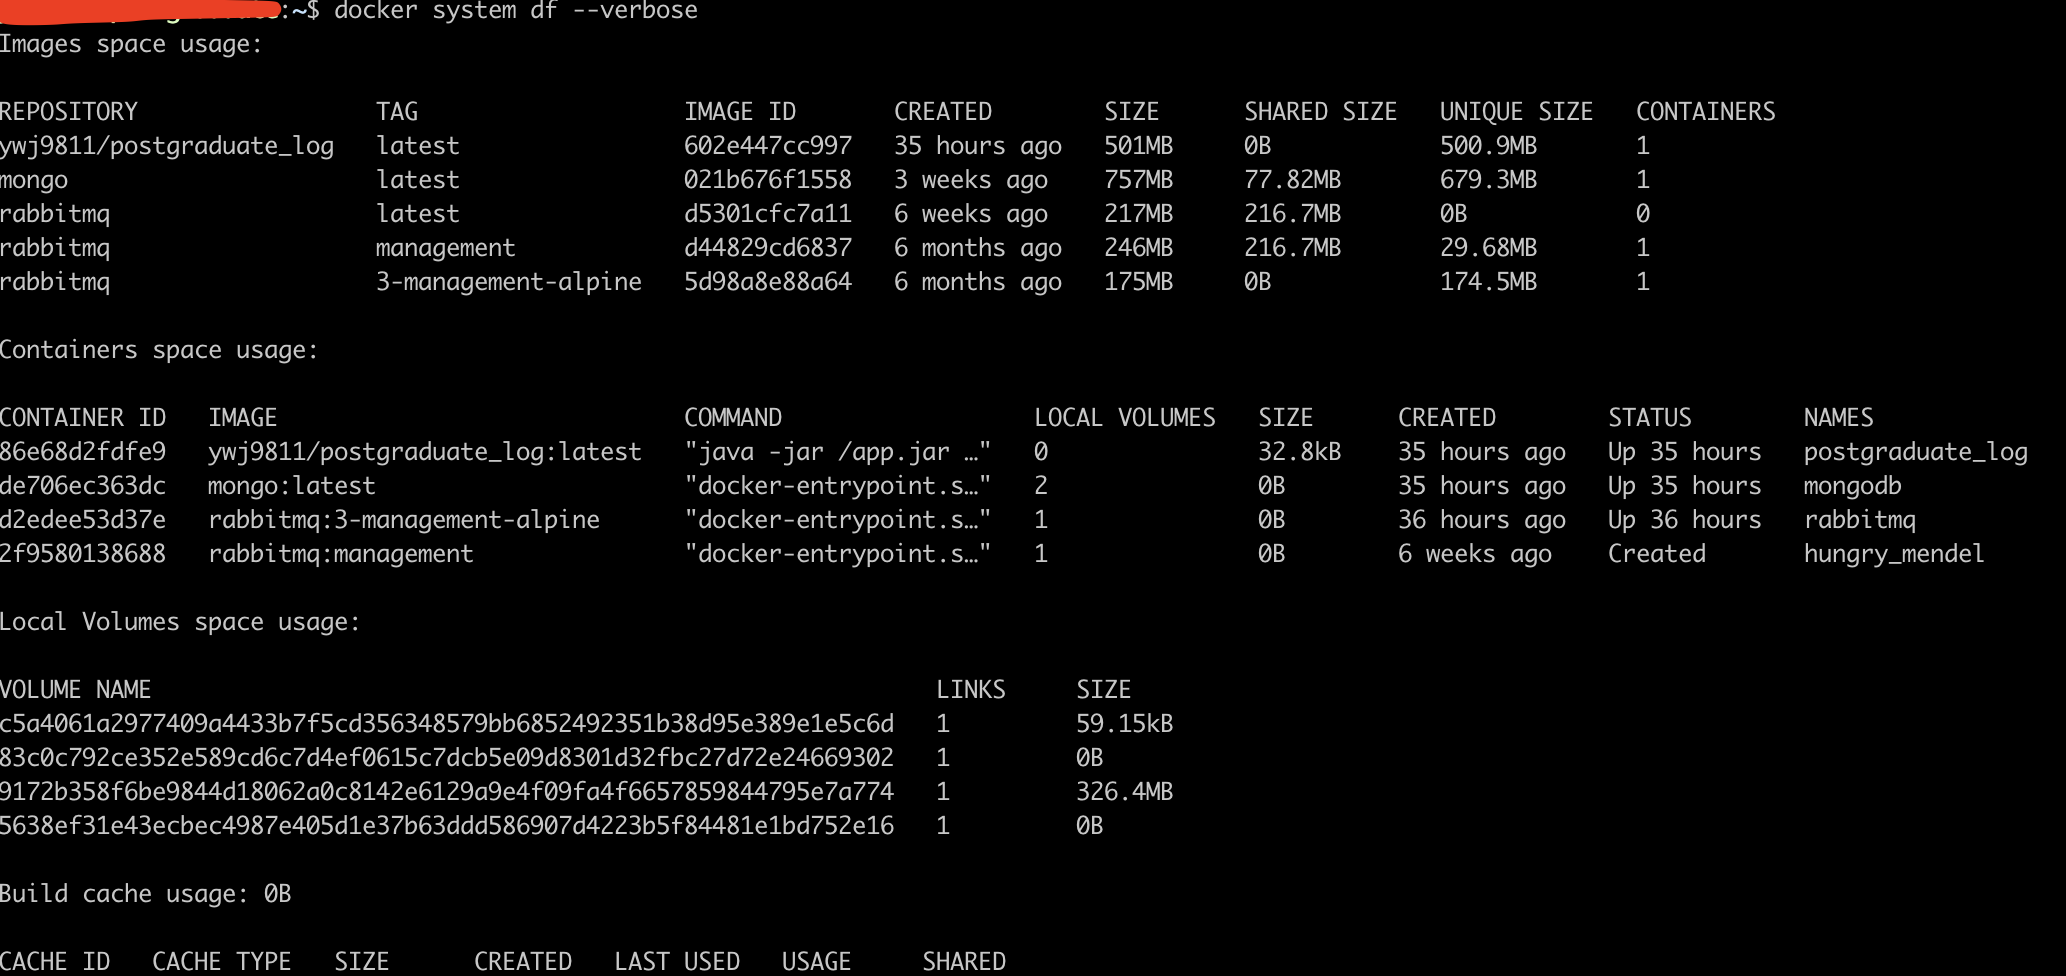 :~$ docker system df --verbose
Images space usage:
REPOSITORY TAG IMAGE ID CREATED SIZE SHARED SIZE UNIQUE SIZE CONTAINERS
ywj9811/postgraduate_log latest 602e447cc997 35 hours ago 501MB 0B 500.9MB 1
mongo latest 021b676f1558 3 weeks ago 757MB 77.82MB 679.3MB 1
rabbitmq latest d5301cfc7a11 6 weeks ago 217MB 216.7MB 0B 0
rabbitmq management d44829cd6837 6 months ago 246MB 216.7MB 29.68MB 1
rabbitmq 3-management-alpine 5d98a8e88a64 6 months ago 175MB 0B 174.5MB 1
Containers space usage:
CONTAINER ID IMAGE COMMAND LOCAL VOLUMES SIZE CREATED STATUS NAMES
86e68d2fdfe9 ywj9811/postgraduate_log:latest "java -jar /app.jar …" 0 32.8kB 35 hours ago Up 35 hours postgraduate_log
de706ec363dc mongo:latest "docker-entrypoint.s…" 2 0B 35 hours ago Up 35 hours mongodb
d2edee53d37e rabbitmq:3-management-alpine "docker-entrypoint.s…" 1 0B 36 hours ago Up 36 hours rabbitmq
2f9580138688 rabbitmq:management "docker-entrypoint.s…" 1 0B 6 weeks ago Created hungry_mendel
Local Volumes space usage:
VOLUME NAME LINKS SIZE
c5a4061a2977409a4433b7f5cd356348579bb6852492351b38d95e389e1e5c6d 1 59.15kB
83c0c792ce352e589cd6c7d4ef0615c7dcb5e09d8301d32fbc27d72e24669302 1 0B
9172b358f6be9844d18062a0c8142e6129a9e4f09fa4f6657859844795e7a774 1 326.4MB
5638ef31e43ecbec4987e405d1e37b63ddd586907d4223b5f84481e1bd752e16 1 0B
Build cache usage: 0B
CACHE ID CACHE TYPE SIZE CREATED LAST USED USAGE SHARED